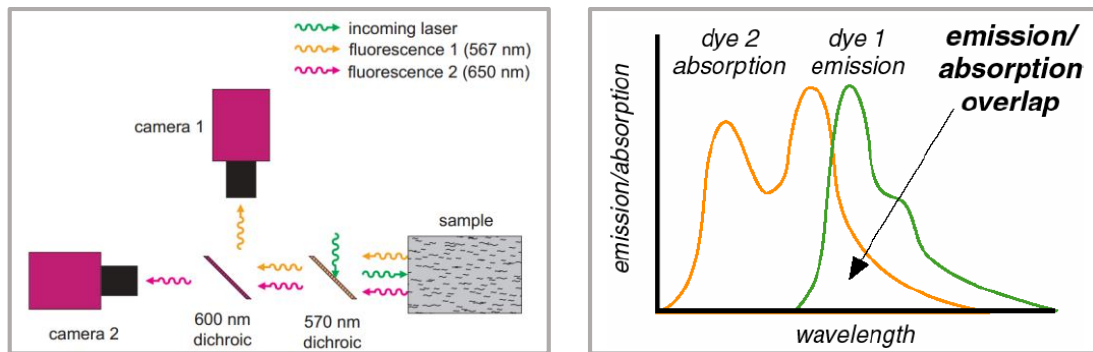 incoming laser
fluorescence 1 (567 nm)
fluorescence 2 (650 nm)
camera 1
sample
camera 2
600 nm
dichroic
570 nm
dichroic
emission/absorption
dye 2
absorption
dye 1
emission
emission/
absorption
overlap
wavelength